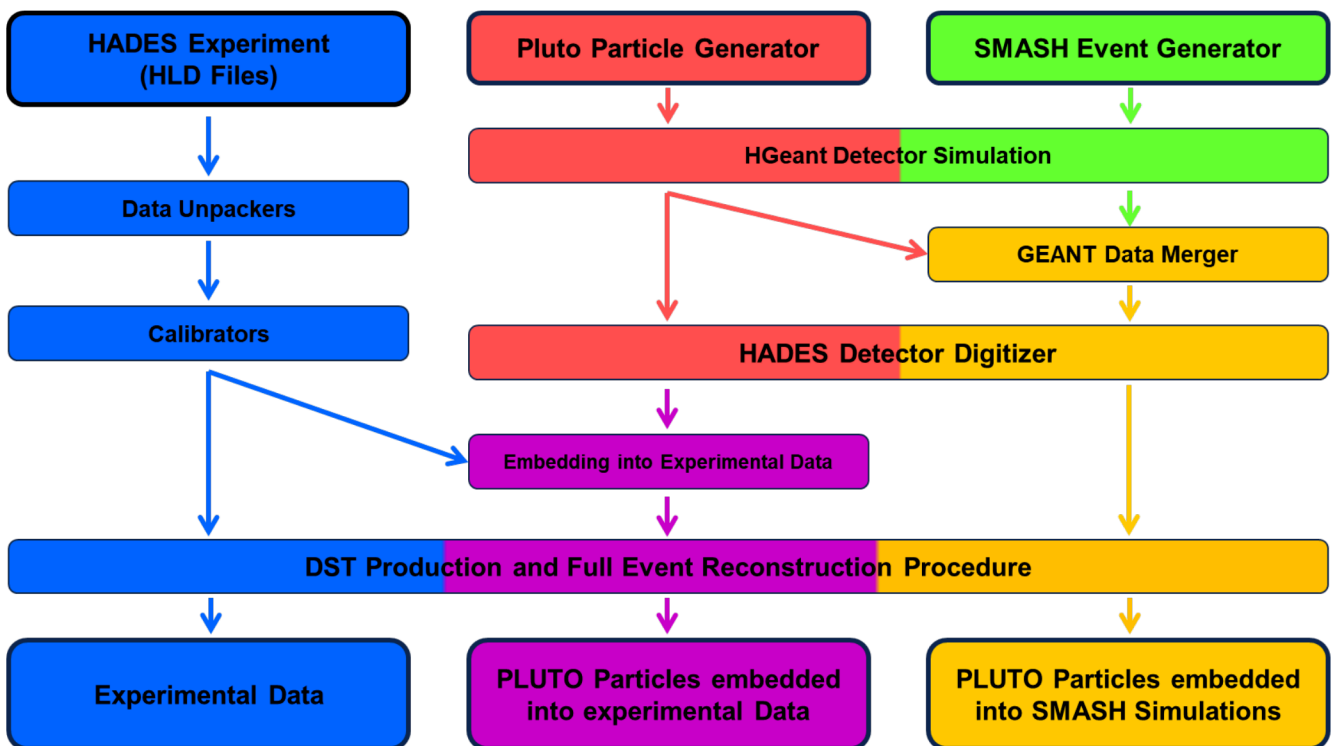 HADES Experiment
(HLD Files)
Pluto Particle Generator
SMASH Event Generator
HGeant Detector Simulation
Data Unpackers
GEANT Data Merger
Calibrators
HADES Detector Digitizer
Embedding into Experimental Data
DST Production and Full Event Reconstruction Procedure
Experimental Data
PLUTO Particles embedded
into experimental Data
PLUTO Particles embedded
into SMASH Simulations